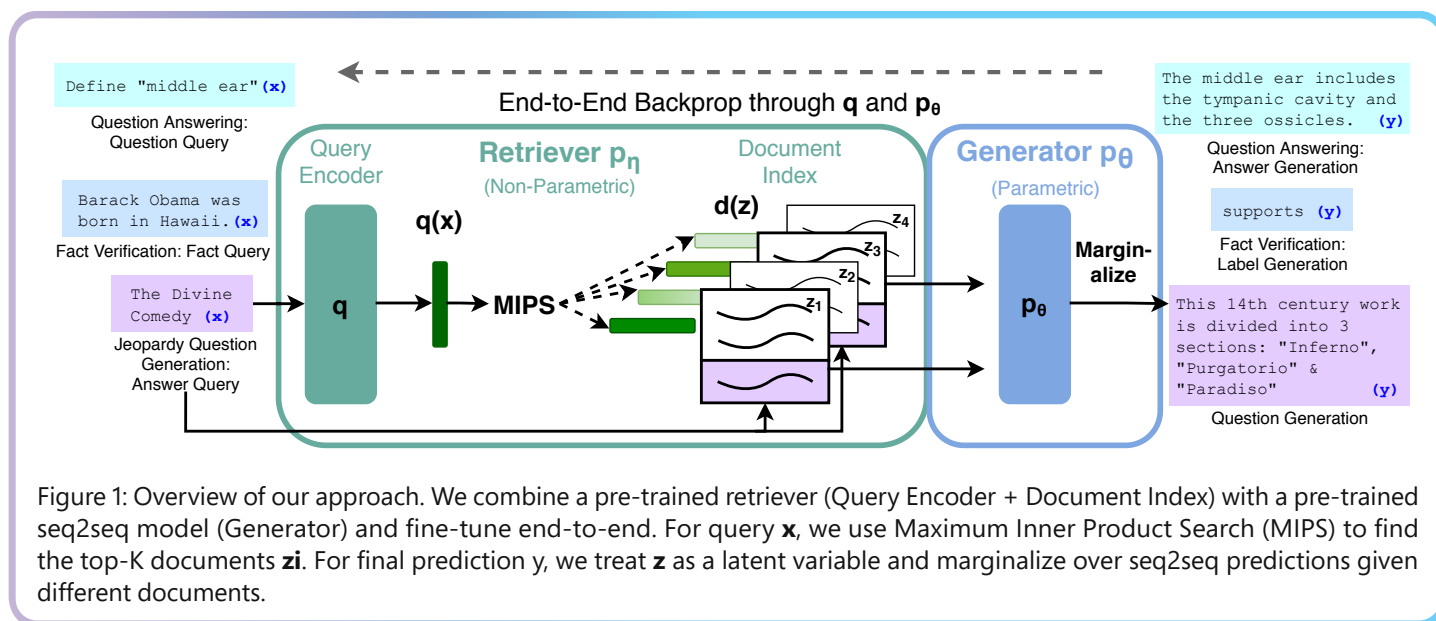 Define "middle ear" (x)
Question Answering:
Question Query
Barack Obama was
born in Hawaii. (x)
Fact Verification: Fact Query
The Divine
Comedy (x)
Jeopardy Question
Generation:
Answer Query
End-to-End Backprop through q and pθ
Query
Encoder
q
q(x)
Retriever pη
(Non-Parametric)
MIPS
Document
Index
d(z)
z4
z3
z2
z1
Generator pθ
(Parametric)
pθ
Margin-
alize
The middle ear includes
the tympanic cavity and
the three ossicles. (y)
Question Answering:
Answer Generation
supports (y)
Fact Verification:
Label Generation
This 14th century work
is divided into 3
sections: "Inferno",
"Purgatorio" &
"Paradiso" (y)
Question Generation
Figure 1: Overview of our approach. We combine a pre-trained retriever (Query Encoder + Document Index) with a pre-trained
seq2seq model (Generator) and fine-tune end-to-end. For query x, we use Maximum Inner Product Search (MIPS) to find
the top-K documents zi. For final prediction y, we treat z as a latent variable and marginalize over seq2seq predictions given
different documents.